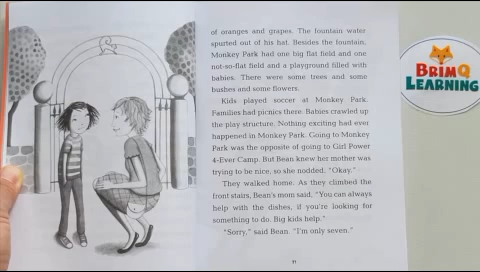 of oranges and grapes. The fountain water
spurted out of his hat. Besides the fountain,
Monkey Park had one big flat field and one
not-so-flat field and a playground filled with
babies. There were some trees and some
bushes and some flowers.
Kids played soccer at Monkey Park.
Families had picnics there. Babies crawled up
the play structure. Nothing exciting had ever
happened in Monkey Park. Going to Monkey
Park was the opposite of going to Girl Power
4-Ever Camp. But Bean knew her mother was
trying to be nice, so she nodded. “Okay.”
They walked home. As they climbed the
front stairs, Bean's mom said, “You can always
help with the dishes, if you're looking for
something to do. Big kids help.”
“Sorry,” said Bean “I'm only seven.”
BRIMQ
LEARNING